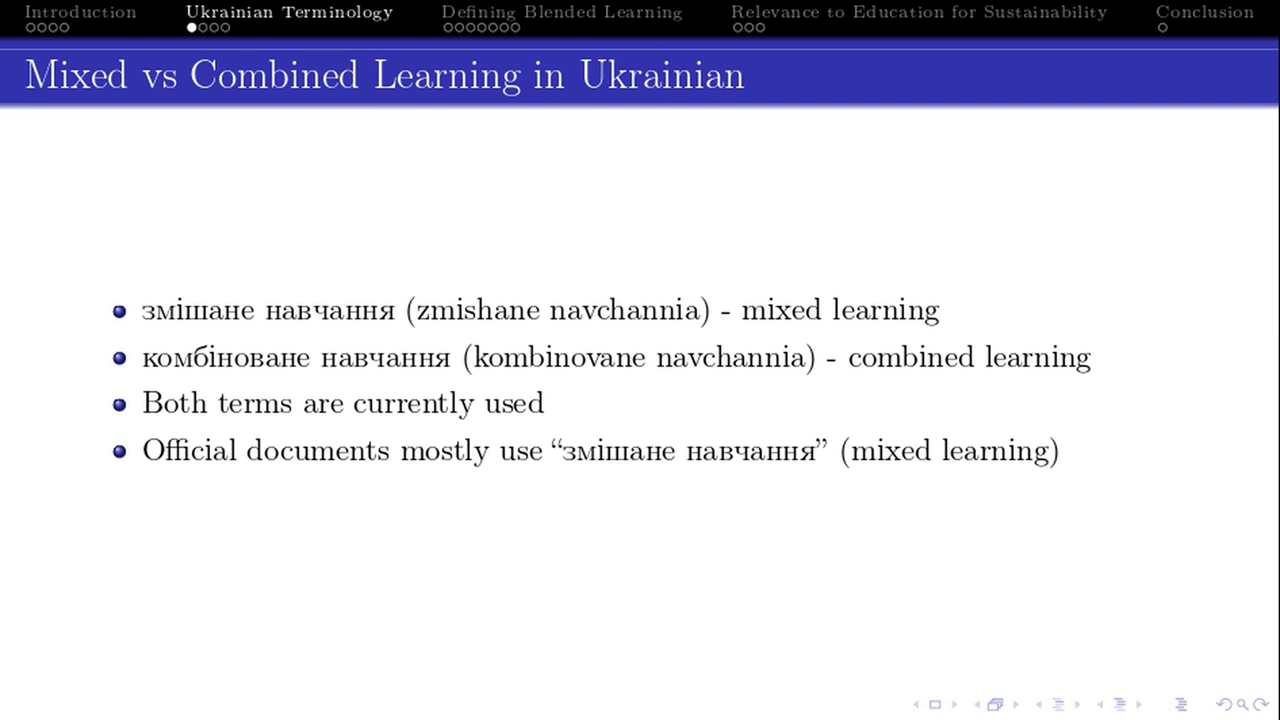 Introduction Ukrainian Terminology Defining Blended Learning Relevance to Education for Sustainability Conclusion
Mixed vs Combined Learning in Ukrainian
змішане навчання (zmishane navchannia) - mixed learning
комбіноване навчання (kombinovane navchannia) - combined learning
Both terms are currently used
Official documents mostly use “змішане навчання” (mixed learning)